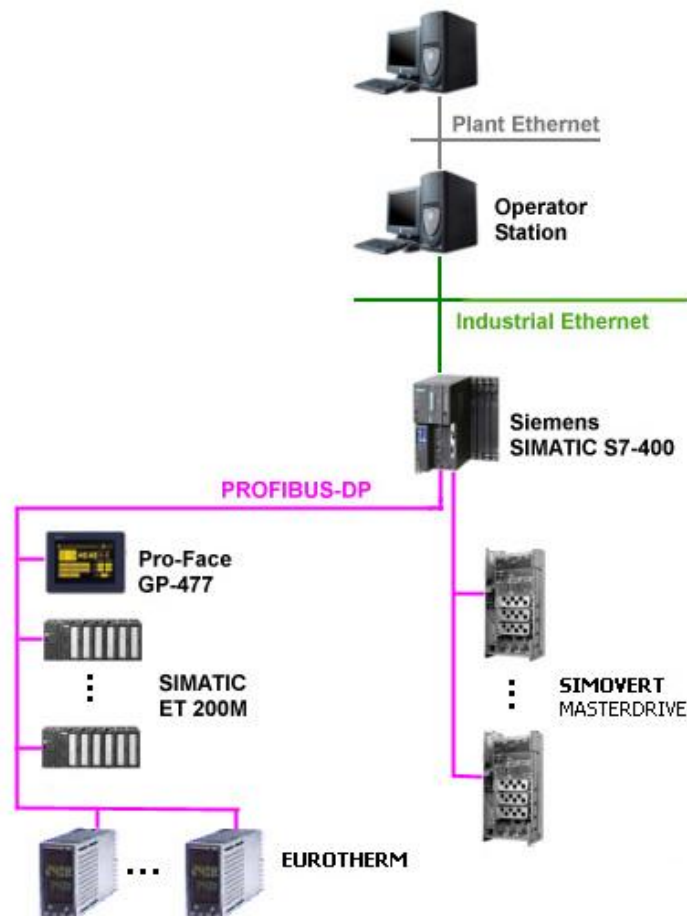 Plant Ethernet
Operator
Station
Industrial Ethernet
Siemens
SIMATIC S7-400
PROFIBUS-DP
Pro-Face
GP-477
SIMATIC
ET 200M
SIMOVERT
MASTERDRIVE
EUROTHERM